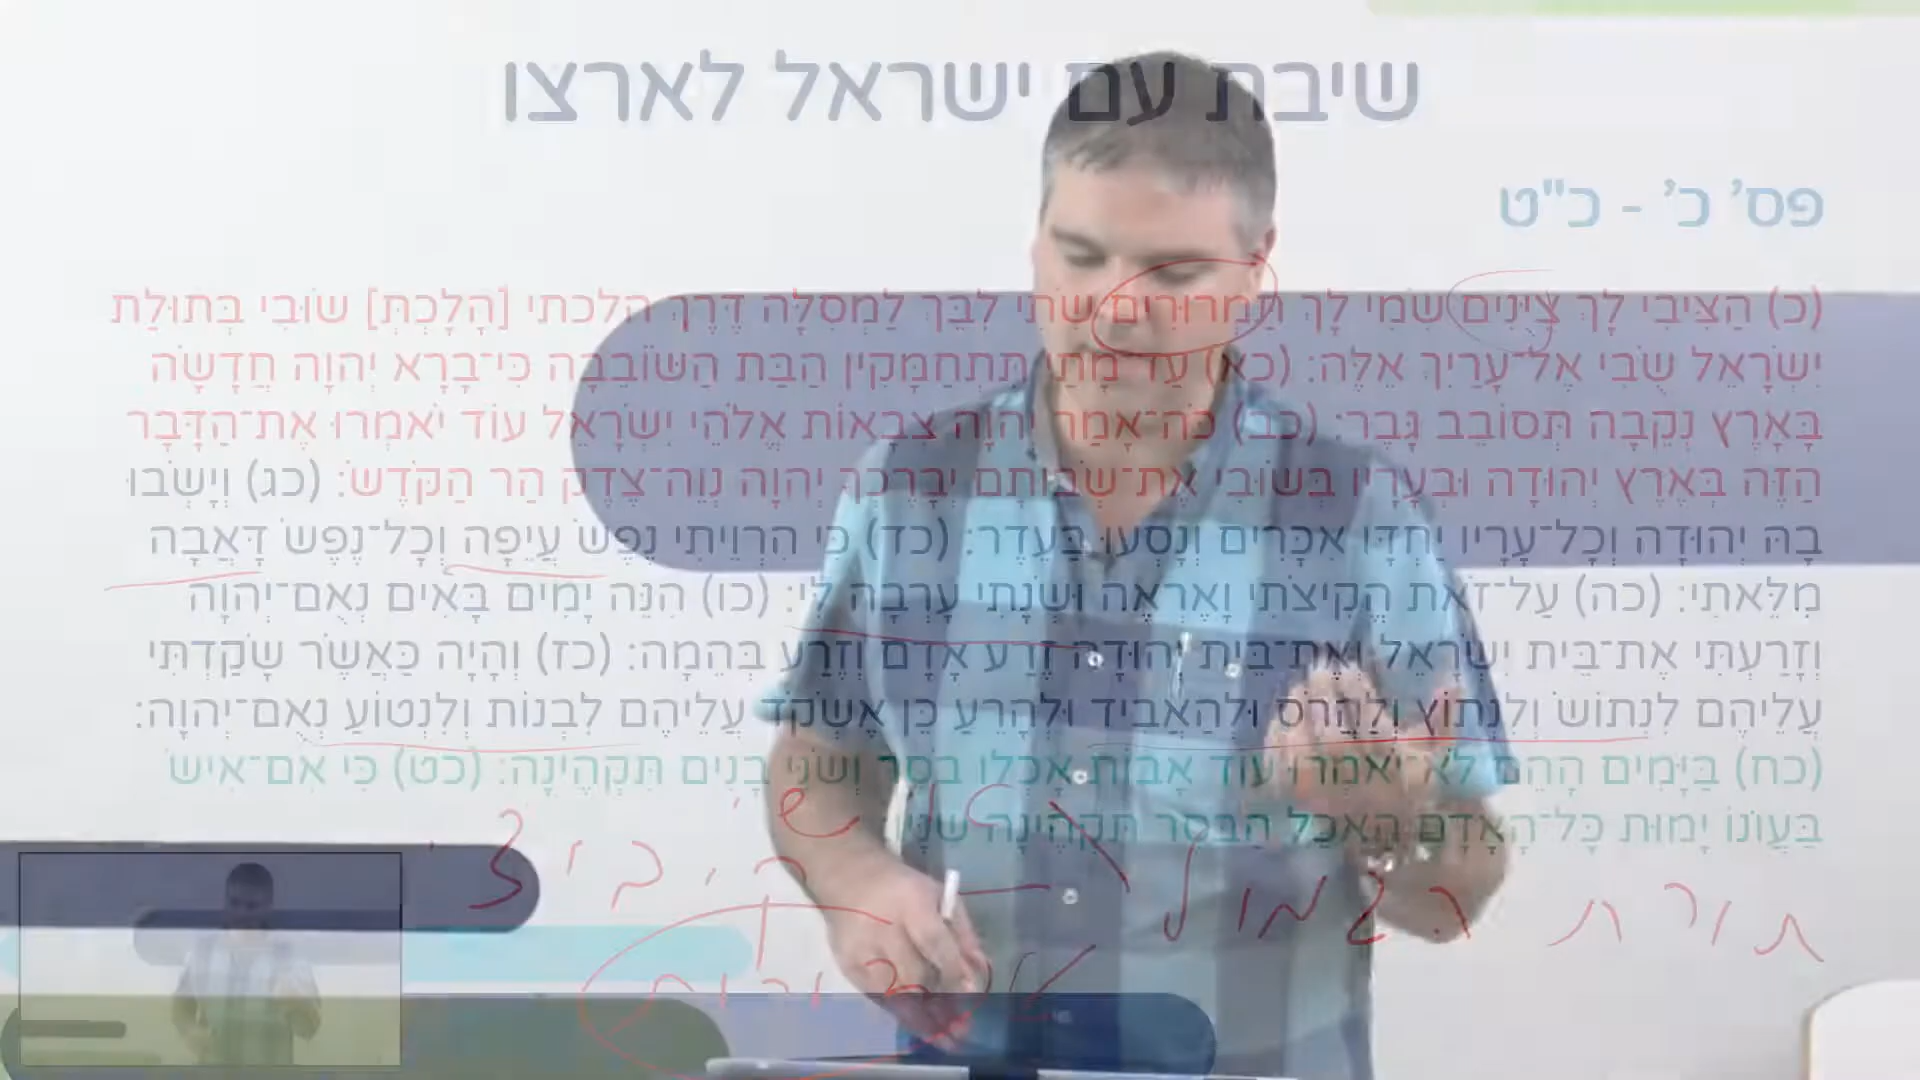 שיבת עם ישראל לארצו
פס' כ' - כ"ט
(כ) הַצִּיבִי לָךְ צִיֻּנִים שִׂמִי לָךְ תַּמְרוּרִים שִׁתִי לִבֵּךְ לַמְסִלָּה דֶּרֶךְ הלכתי [הָלָכְתְּ] שׁוּבִי בְּתוּלַת
יִשְׂרָאֵל שֻׁבִי אֶל־עָרַיִךְ אֵלֶּה: (כא) עַד־מָתַי תִּתְחַמָּקִין הַבַּת הַשּׁוֹבֵבָה כִּי־בָרָא יְהוָה חֲדָשָׁה
בָּאָרֶץ נְקֵבָה תְּסוֹבֵב גָּבֶר: (כב) כֹּה־אָמַר יְהוָה צְבָאוֹת אֱלֹהֵי יִשְׂרָאֵל עוֹד יֹאמְרוּ אֶת־הַדָּבָר
הַזֶּה בְּאֶרֶץ יְהוּדָה וּבְעָרָיו בְּשׁוּבִי אֶת־שְׁבוּתָם יְבָרֶכְךָ יְהוָה נְוֵה־צֶדֶק הַר הַקֹּדֶשׁ: (כג) וְיָשְׁבוּ
בָהּ יְהוּדָה וְכָל־עָרָיו יַחְדָּו אִכָּרִים וְנָסְעוּ בַּעֵדֶר: (כד) כִּי הִרְוֵיתִי נֶפֶשׁ עֲיֵפָה וְכָל־נֶפֶשׁ דָּאֲבָה
מִלֵּאתִי: (כה) עַל־זֹאת הֱקִיצֹתִי וָאֶרְאֶה וּשְׁנָתִי עָרְבָה לִּי: (כו) הִנֵּה יָמִים בָּאִים נְאֻם־יְהוָה
וְזָרַעְתִּי אֶת־בֵּית יִשְׂרָאֵל וְאֶת־בֵּית יְהוּדָה זֶרַע אָדָם וְזֶרַע בְּהֵמָה: (כז) וְהָיָה כַּאֲשֶׁר שָׁקַדְתִּי
עֲלֵיהֶם לִנְתוֹשׁ וְלִנְתוֹץ וְלַהֲרֹס וּלְהַאֲבִיד וּלְהָרֵעַ כֵּן אֶשְׁקֹד עֲלֵיהֶם לִבְנוֹת וְלִנְטוֹעַ נְאֻם־יְהוָה:
(כח) בַּיָּמִים הָהֵם לֹא־יֹאמְרוּ עוֹד אָבוֹת אָכְלוּ בֹסֶר וְשִׁנֵּי בָנִים תִּקְהֶינָה: (כט) כִּי אִם־אִישׁ
בַּעֲו‍ֹנוֹ יָמוּת כָּל־הָאָדָם הָאֹכֵל הַבֹּסֶר תִּקְהֶינָה שִׁנָּיו
תורת הגמול